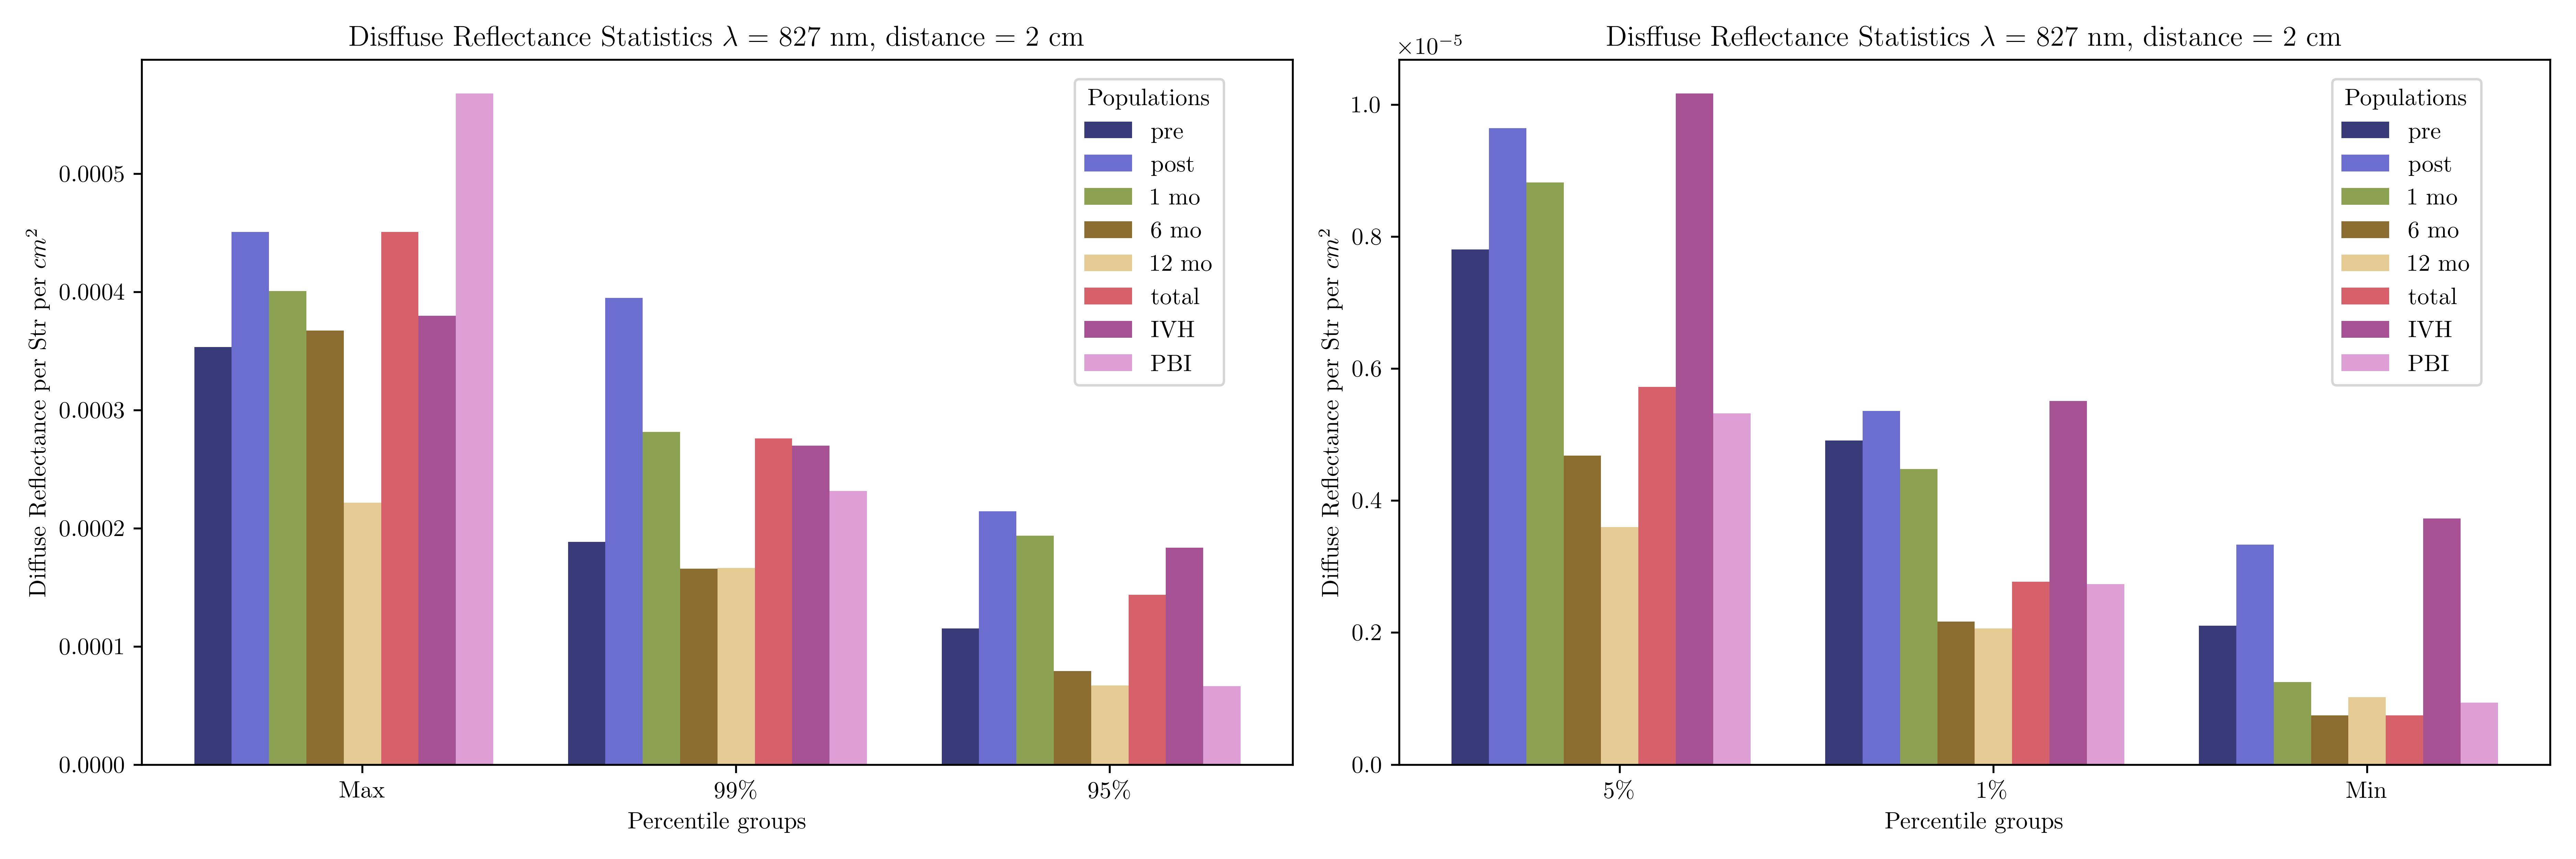 Disffuse Reflectance Statistics λ = 827 nm, distance = 2 cm
Diffuse Reflectance per Str per cm²
0.0005
0.0004
0.0003
0.0002
0.0001
0.0000
Populations
pre
post
1 mo
6 mo
12 mo
total
IVH
PBI
Max 99% 95%
Percentile groups
Disffuse Reflectance Statistics λ = 827 nm, distance = 2 cm
×10⁻⁵
Diffuse Reflectance per Str per cm²
1.0
0.8
0.6
0.4
0.2
0.0
Populations
pre
post
1 mo
6 mo
12 mo
total
IVH
PBI
5% 1% Min
Percentile groups